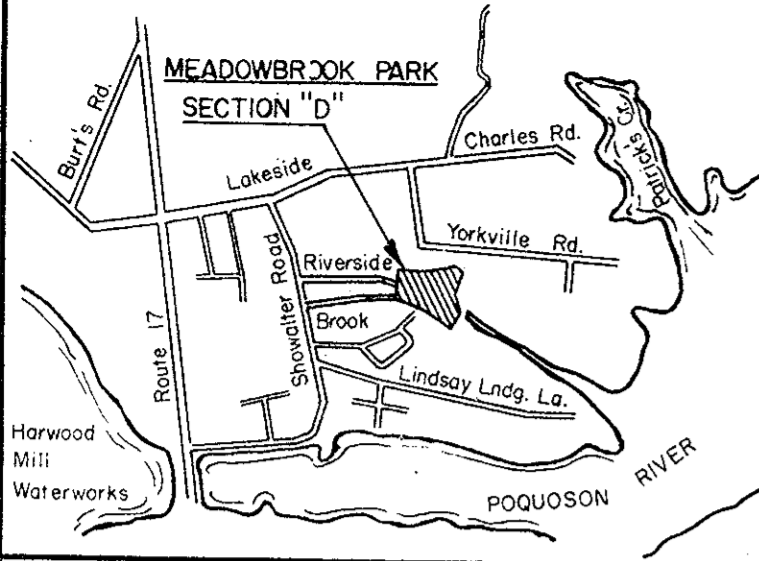 MEADOWBROOK PARK
SECTION "D"
Burt's Rd.
Lakeside
Charles Rd.
Patricks Cr.
Yorkville Rd.
Riverside
Showalter Road
Brook
Route 17
Lindsay Lndg. La.
Harwood
Mill
Waterworks
POQUOSON RIVER